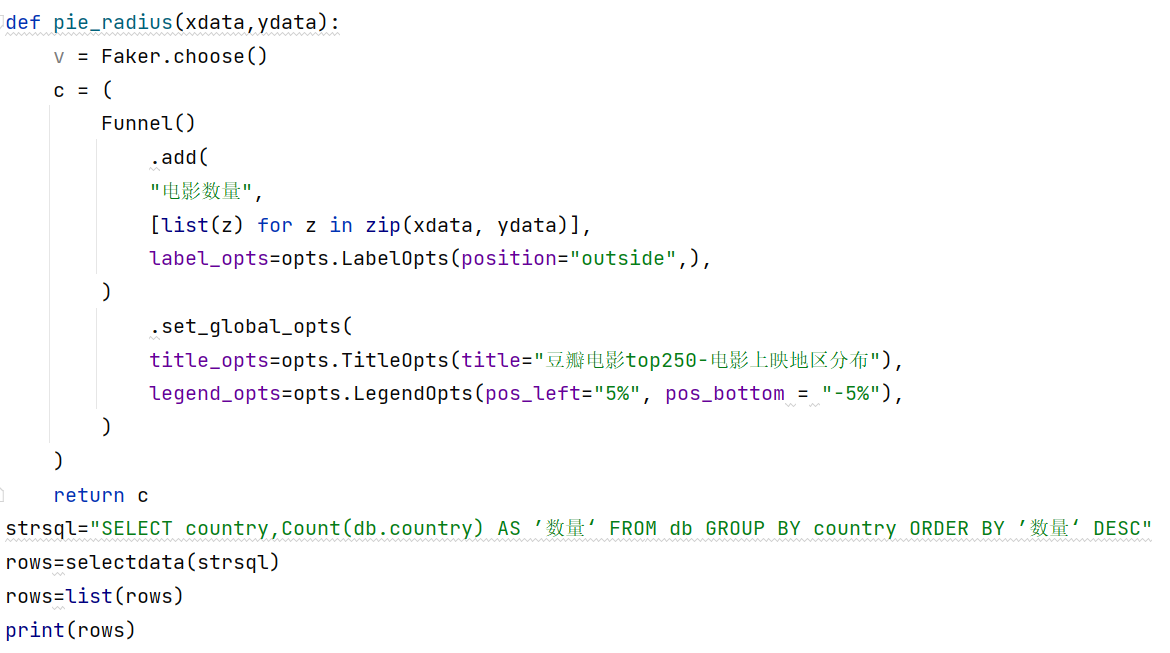 def pie_radius(xdata,ydata):
    v = Faker.choose()
    c = (
        Funnel()
            .add(
            "电影数量",
            [list(z) for z in zip(xdata, ydata)],
            label_opts=opts.LabelOpts(position="outside",),
        )
            .set_global_opts(
            title_opts=opts.TitleOpts(title="豆瓣电影top250-电影上映地区分布"),
            legend_opts=opts.LegendOpts(pos_left="5%", pos_bottom = "-5%"),
        )
    )
    return c
strsql="SELECT country,Count(db.country) AS ’数量‘ FROM db GROUP BY country ORDER BY ’数量‘ DESC"
rows=selectdata(strsql)
rows=list(rows)
print(rows)